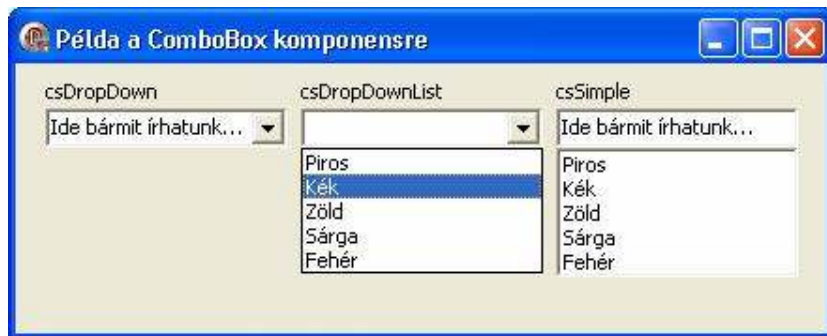 Példa a ComboBox komponensre
csDropDown
Ide bármit írhatunk...
csDropDownList
Piros
Kék
Zöld
Sárga
Fehér
csSimple
Ide bármit írhatunk...
Piros
Kék
Zöld
Sárga
Fehér